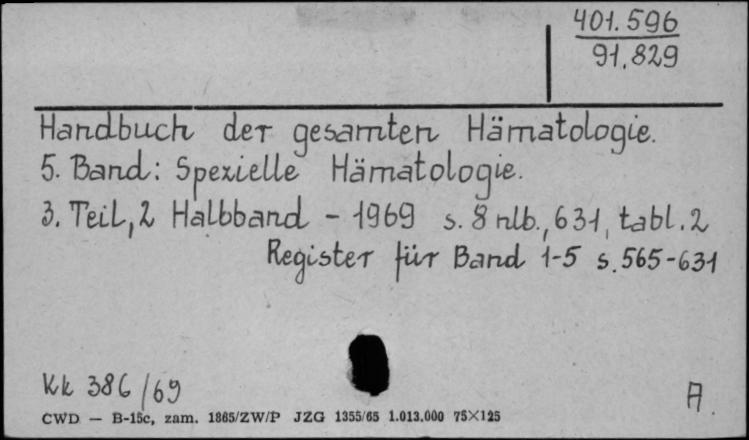 401.596
91.829
Handbuch der gesamten Hämatologie.
5. Band: Spezielle Hämatologie.
3. Teil, 2 Halbband - 1969 s. 8 nlb., 631, tabl. 2
Register für Band 1-5 s. 565-631
Kk 386/69
A.
CWD — B-15c, zam. 1865/ZW/P JZG 1355/65 1.013.000 75×125